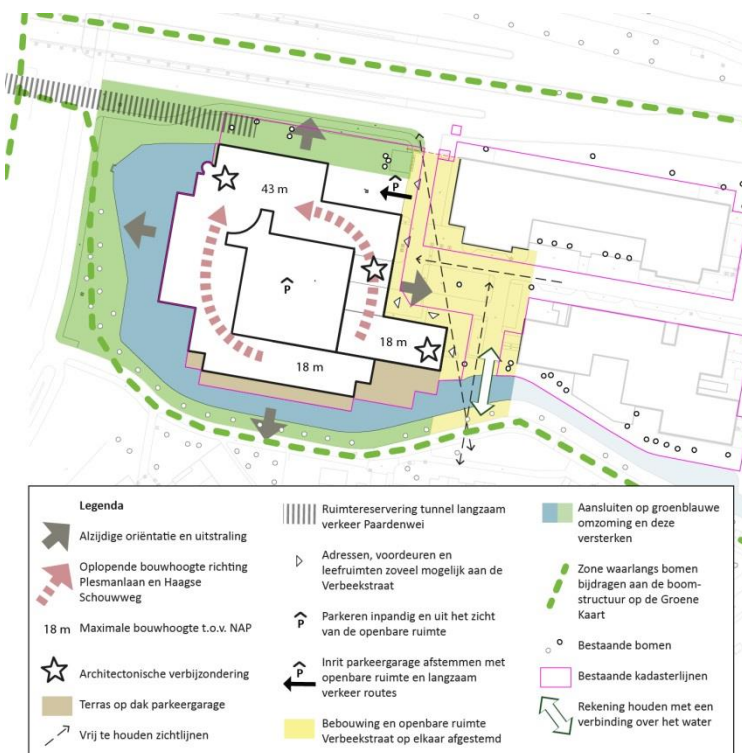 43 m
P
P
18 m
18 m
Legenda
Alzijdige oriëntatie en uitstraling
Oplopende bouwhoogte richting
Plesmanlaan en Haagse
Schouwweg
18 m Maximale bouwhoogte t.o.v. NAP
Architectonische verbijzondering
Terras op dak parkeergarage
Vrij te houden zichtlijnen
Ruimtereservering tunnel langzaam
verkeer Paardenwei
Adressen, voordeuren en
leefruimten zoveel mogelijk aan de
Verbeekstraat
P
Parkeren inpandig en uit het zicht
van de openbare ruimte
P
Inrit parkeergarage afstemmen met
openbare ruimte en langzaam
verkeer routes
Bebouwing en openbare ruimte
Verbeekstraat op elkaar afgestemd
Aansluiten op groenblauwe
omzoming en deze
versterken
Zone waarlangs bomen
bijdragen aan de boom-
structuur op de Groene
Kaart
Bestaande bomen
Bestaande kadasterlijnen
Rekening houden met een
verbinding over het water